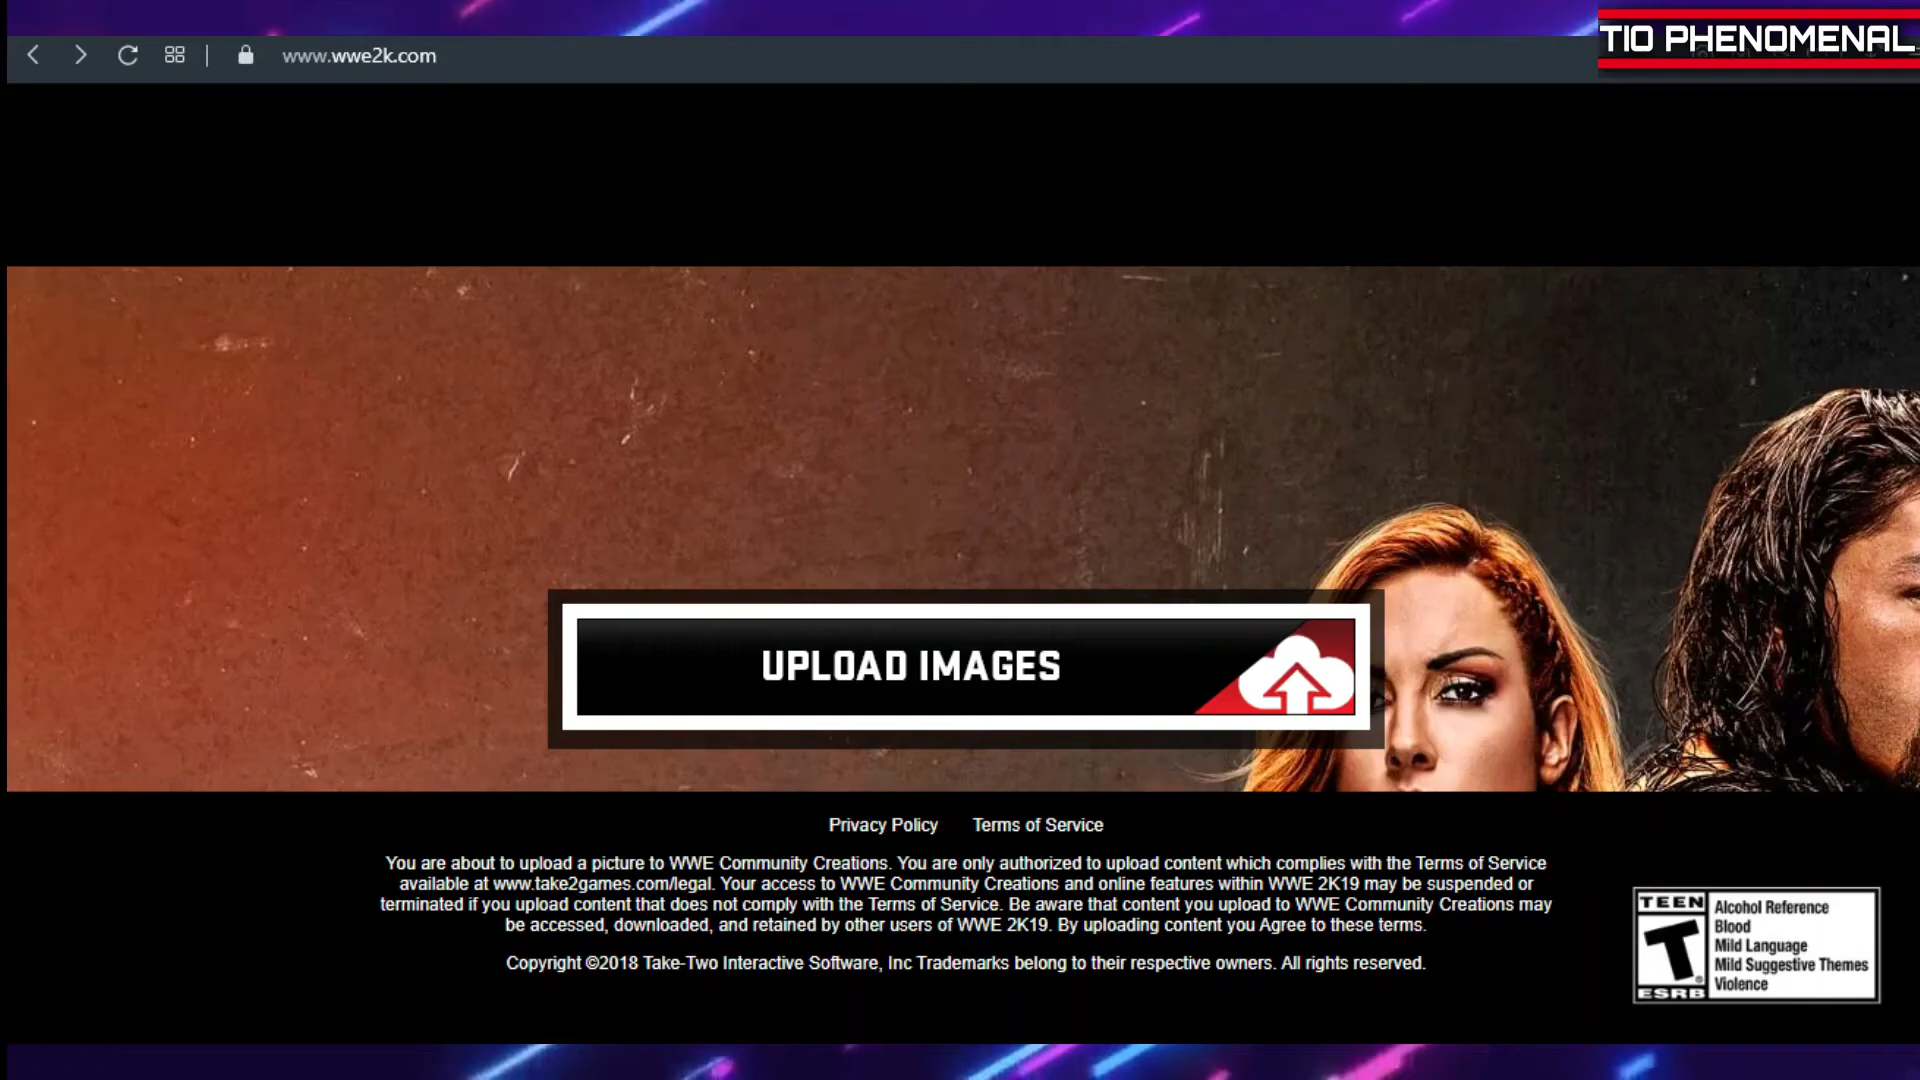 TIO PHENOMENAL
www.wwe2k.com
UPLOAD IMAGES
Privacy Policy
Terms of Service
You are about to upload a picture to WWE Community Creations. You are only authorized to upload content which complies with the Terms of Service
available at www.take2games.com/legal. Your access to WWE Community Creations and online features within WWE 2K19 may be suspended or
terminated if you upload content that does not comply with the Terms of Service. Be aware that content you upload to WWE Community Creations may
be accessed, downloaded, and retained by other users of WWE 2K19. By uploading content you Agree to these terms.
Copyright ©2018 Take-Two Interactive Software, Inc Trademarks belong to their respective owners. All rights reserved.
TEEN
T
®
ESRB
Alcohol Reference
Blood
Mild Language
Mild Suggestive Themes
Violence